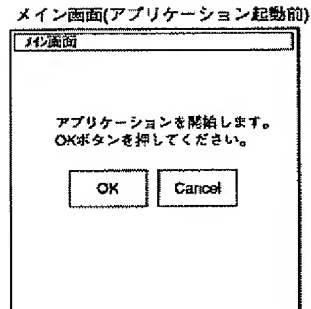 メイン画面(アプリケーション起動前)
メイン画面
アプリケーションを開始します。
OKボタンを押してください。
OK
Cancel